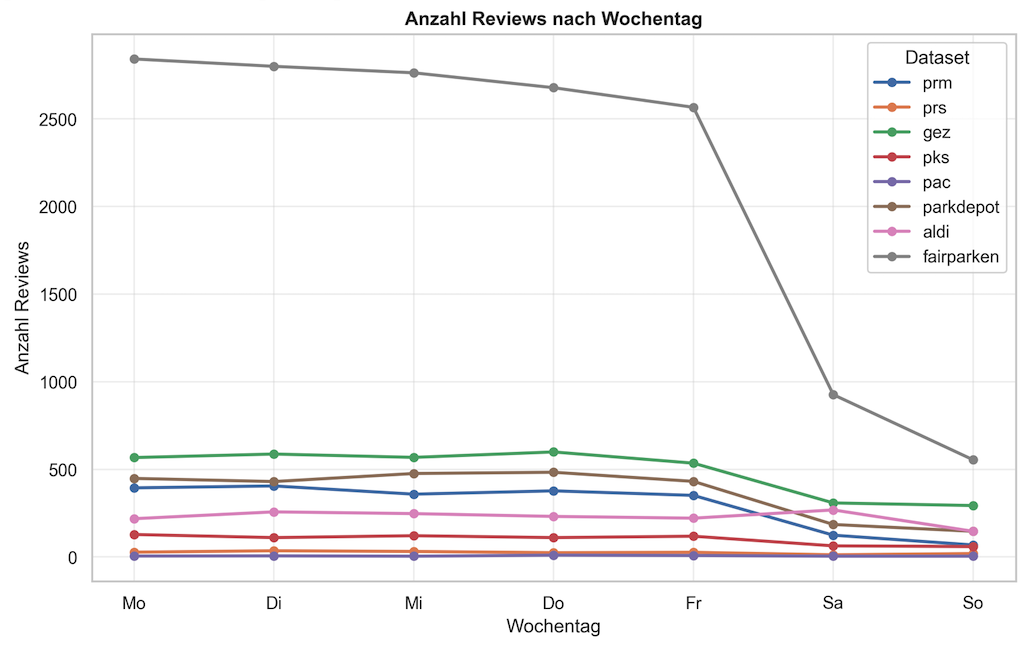 Anzahl Reviews nach Wochentag
Dataset
prm
prs
gez
pks
pac
parkdepot
aldi
fairparken
Anzahl Reviews
2500
2000
1500
1000
500
0
Mo Di Mi Do Fr Sa So
Wochentag